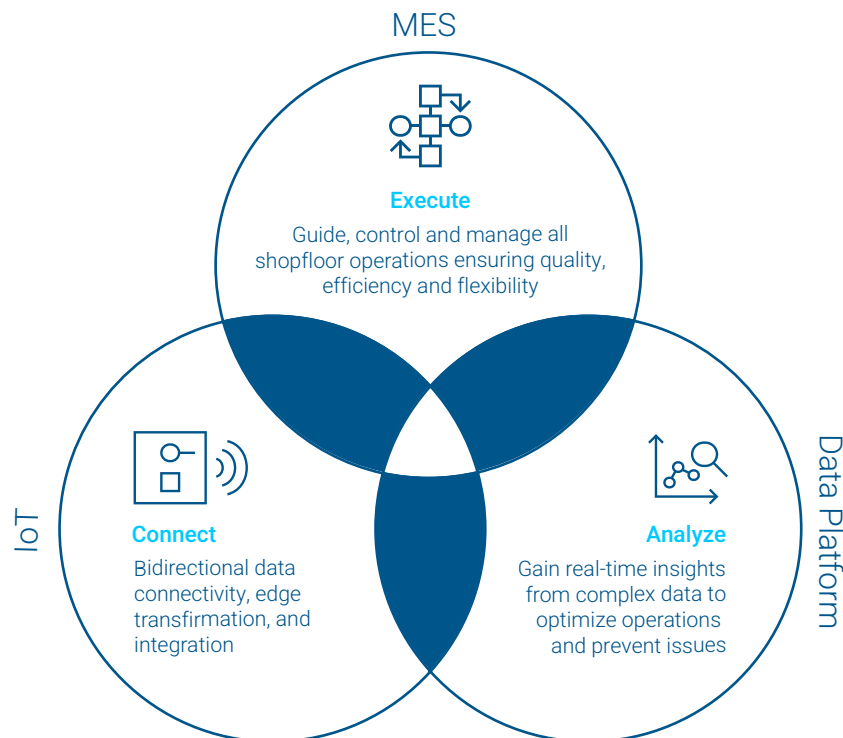 MES
Execute
Guide, control and manage all
shopfloor operations ensuring quality,
efficiency and flexibility
IoT
Connect
Bidirectional data
connectivity, edge
transfirmation, and
integration
Analyze
Gain real-time insights
from complex data to
optimize operations
and prevent issues
Data Platform